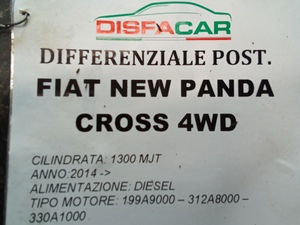 DISFACAR
DIFFERENZIALE POST.
FIAT NEW PANDA
CROSS 4WD
CILINDRATA: 1300 MJT
ANNO:2014 ->
ALIMENTAZIONE: DIESEL
TIPO MOTORE: 199A9000 – 312A8000 –
330A1000